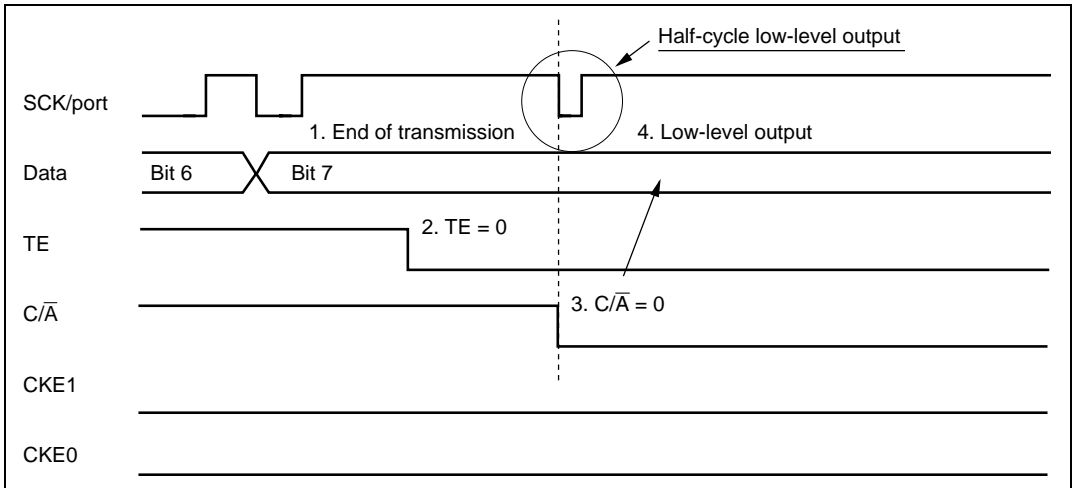 Half-cycle low-level output
SCK/port
1. End of transmission
4. Low-level output
Data
Bit 6
Bit 7
TE
2. TE = 0
C/A̅
3. C/A̅ = 0
CKE1
CKE0